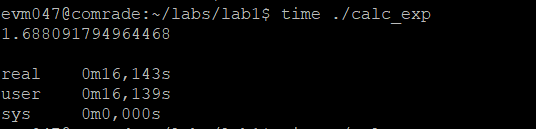 evm047@comrade:~/labs/lab1$ time ./calc_exp
1.688091794964468
real 0m16,143s
user 0m16,139s
sys 0m0,000s